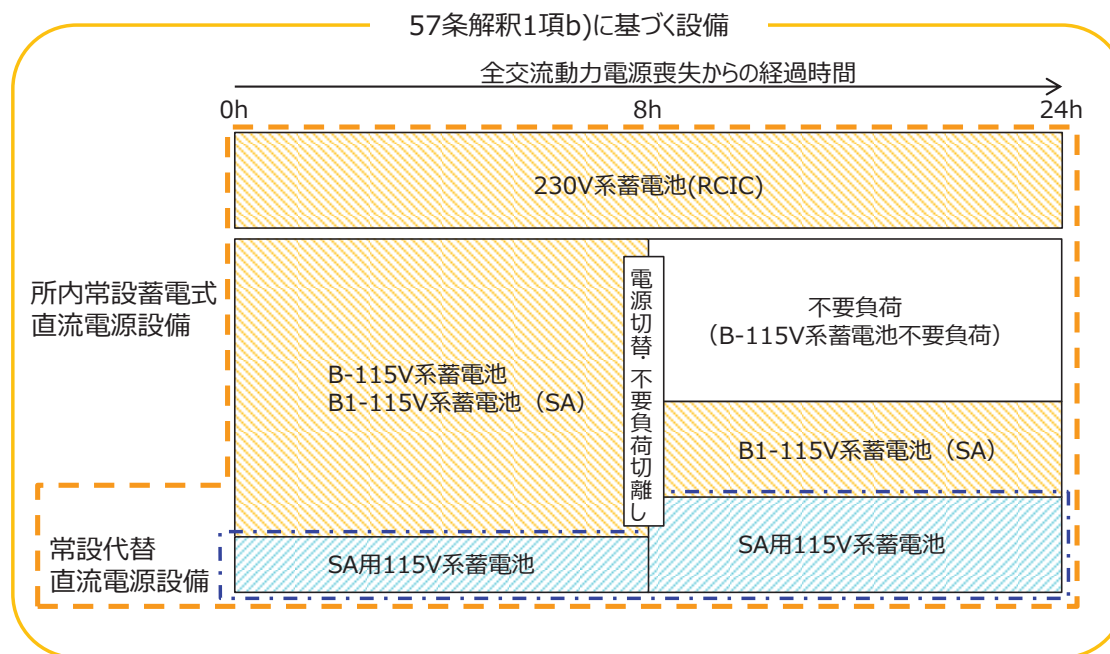 57条解釈1項b)に基づく設備
全交流動力電源喪失からの経過時間
0h
8h
24h
230V系蓄電池(RCIC)
所内常設蓄電式
直流電源設備
B-115V系蓄電池
B1-115V系蓄電池（SA）
電源切替・不要負荷切離し
不要負荷
（B-115V系蓄電池不要負荷）
B1-115V系蓄電池（SA）
常設代替
直流電源設備
SA用115V系蓄電池
SA用115V系蓄電池